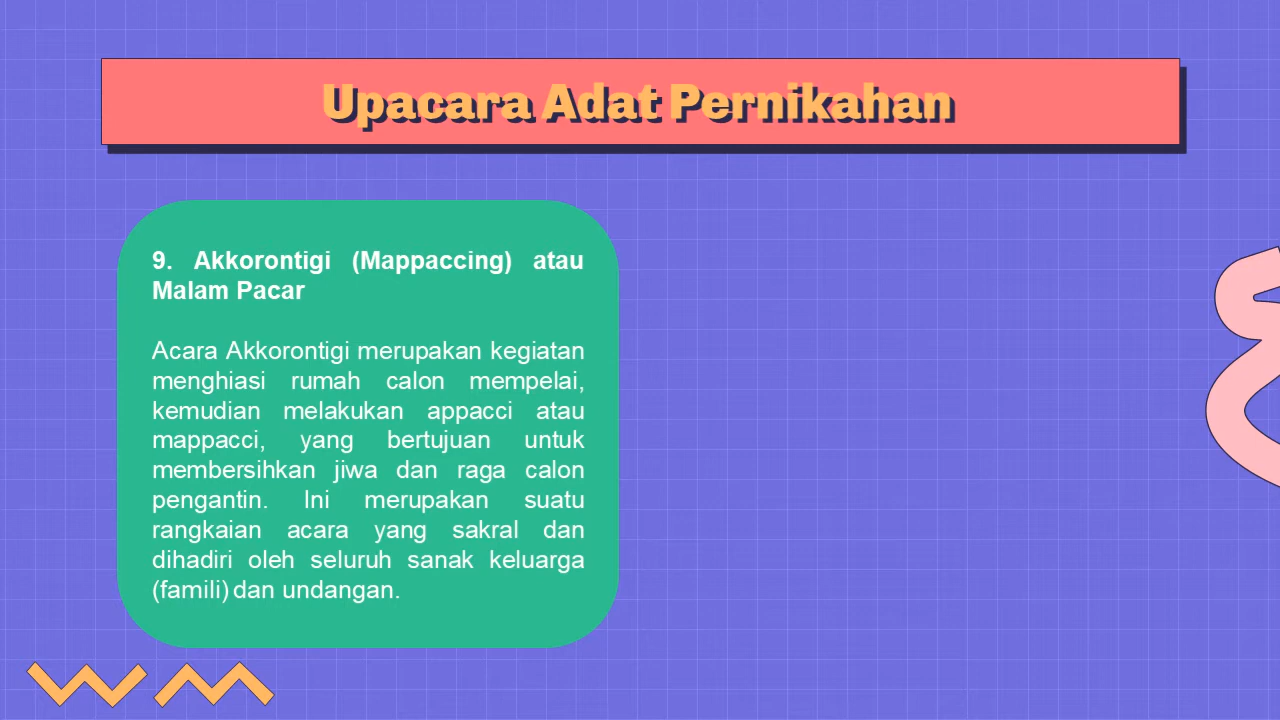 Upacara Adat Pernikahan
9. Akkorontigi (Mappaccing) atau
Malam Pacar
Acara Akkorontigi merupakan kegiatan
menghiasi rumah calon mempelai,
kemudian melakukan appacci atau
mappacci, yang bertujuan untuk
membersihkan jiwa dan raga calon
pengantin. Ini merupakan suatu
rangkaian acara yang sakral dan
dihadiri oleh seluruh sanak keluarga
(famili) dan undangan.